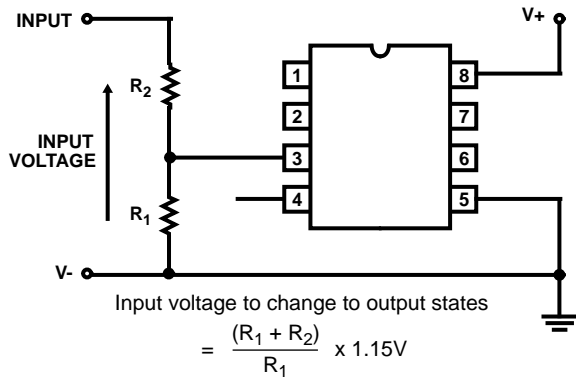 INPUT
V+
R2
INPUT
VOLTAGE
R1
V-
1
2
3
4
8
7
6
5
Input voltage to change to output states
= (R1 + R2) / R1 x 1.15V